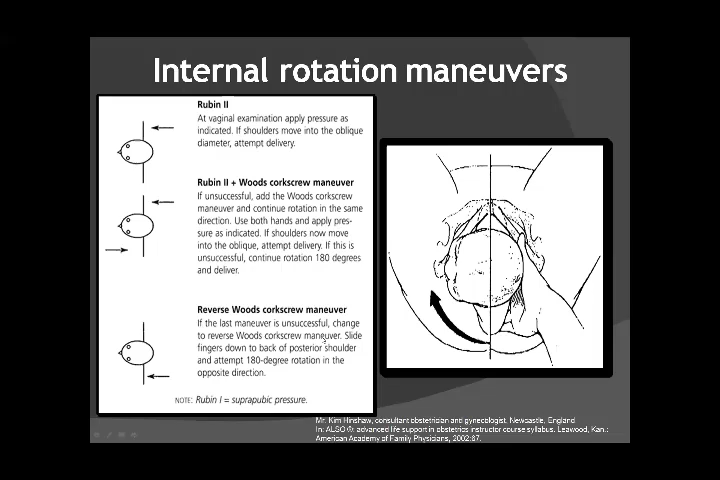 Internal rotation maneuvers
Rubin II
At vaginal examination apply pressure as
indicated. If shoulders move into the oblique
diameter, attempt delivery.
Rubin II + Woods corkscrew maneuver
If unsuccessful, add the Woods corkscrew
maneuver and continue rotation in the same
direction. Use both hands and apply pres-
sure as indicated. If shoulders now move
into the oblique, attempt delivery. If this is
unsuccessful, continue rotation 180 degrees
and deliver.
Reverse Woods corkscrew maneuver
If the last maneuver is unsuccessful, change
to reverse Woods corkscrew maneuver. Slide
fingers down to back of posterior shoulder
and attempt 180-degree rotation in the
opposite direction.
NOTE: Rubin I = suprapubic pressure.
Mr. Kim Hinshaw, consultant obstetrician and gynecologist, Newcastle, England
In: ALSO ®: advanced life support in obstetrics instructor course syllabus. Leawood, Kan.:
American Academy of Family Physicians, 2002:67.